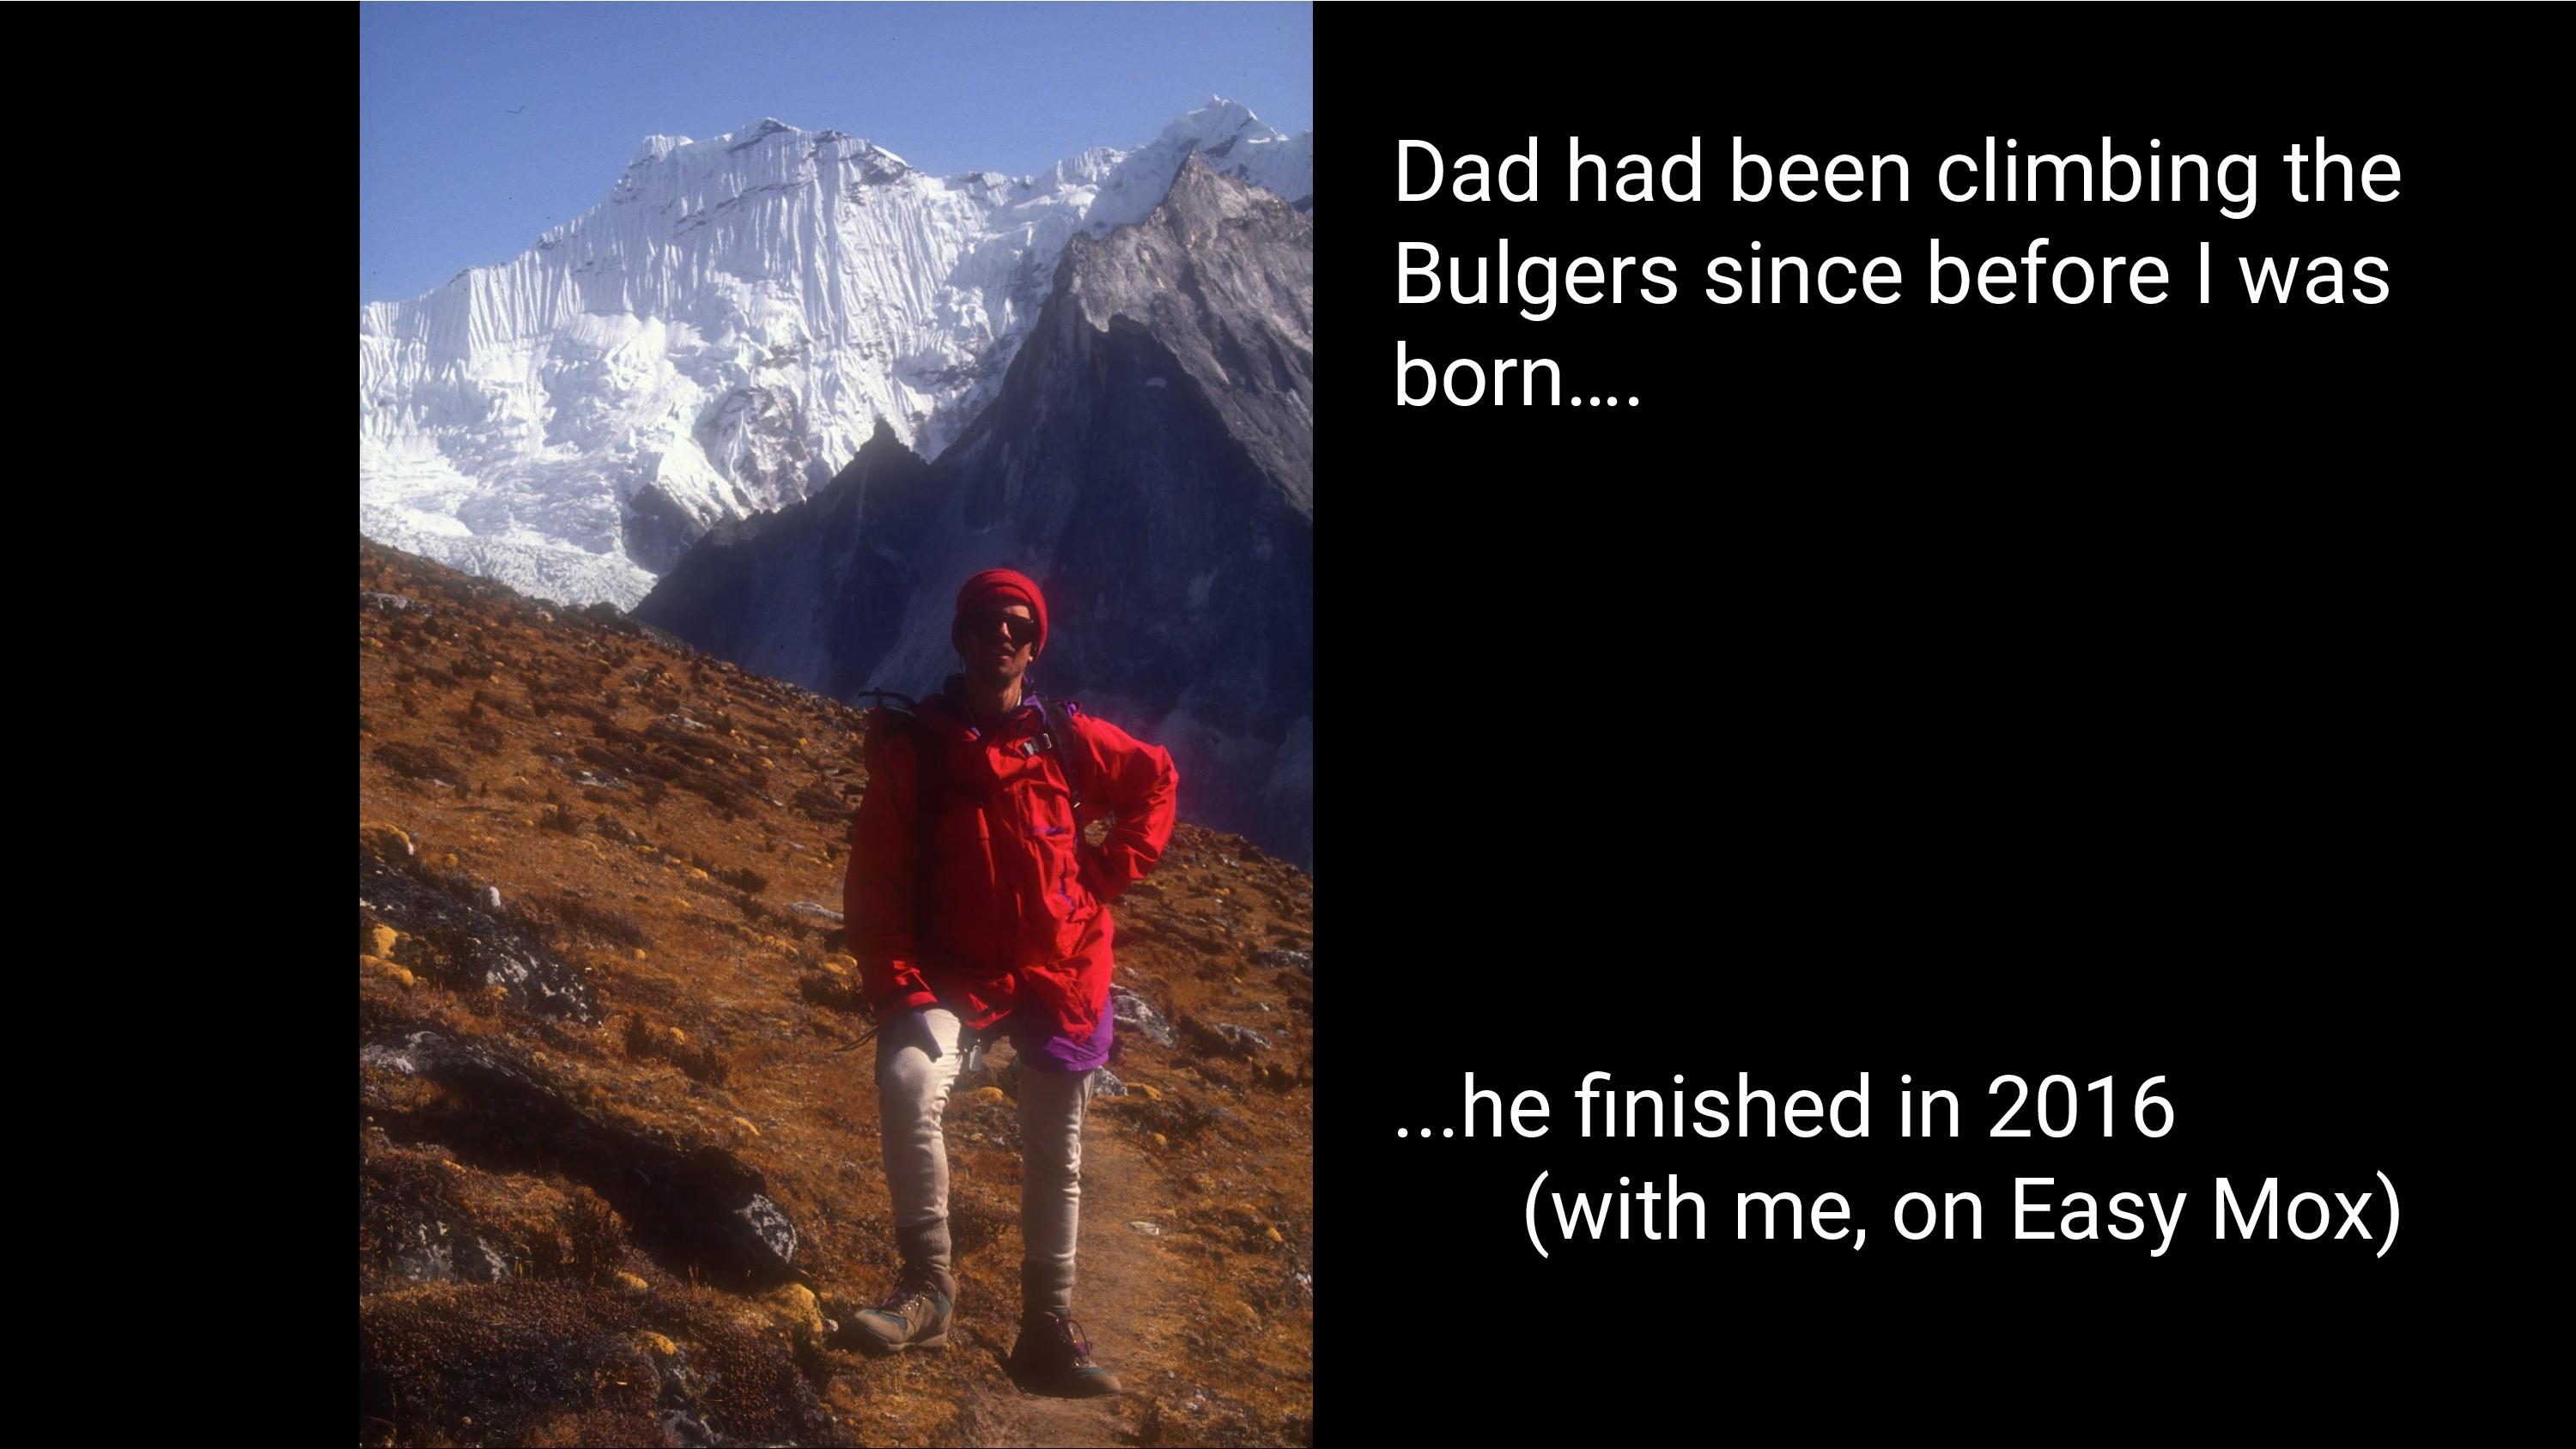 Dad had been climbing the
Bulgers since before I was
born....
...he finished in 2016
(with me, on Easy Mox)